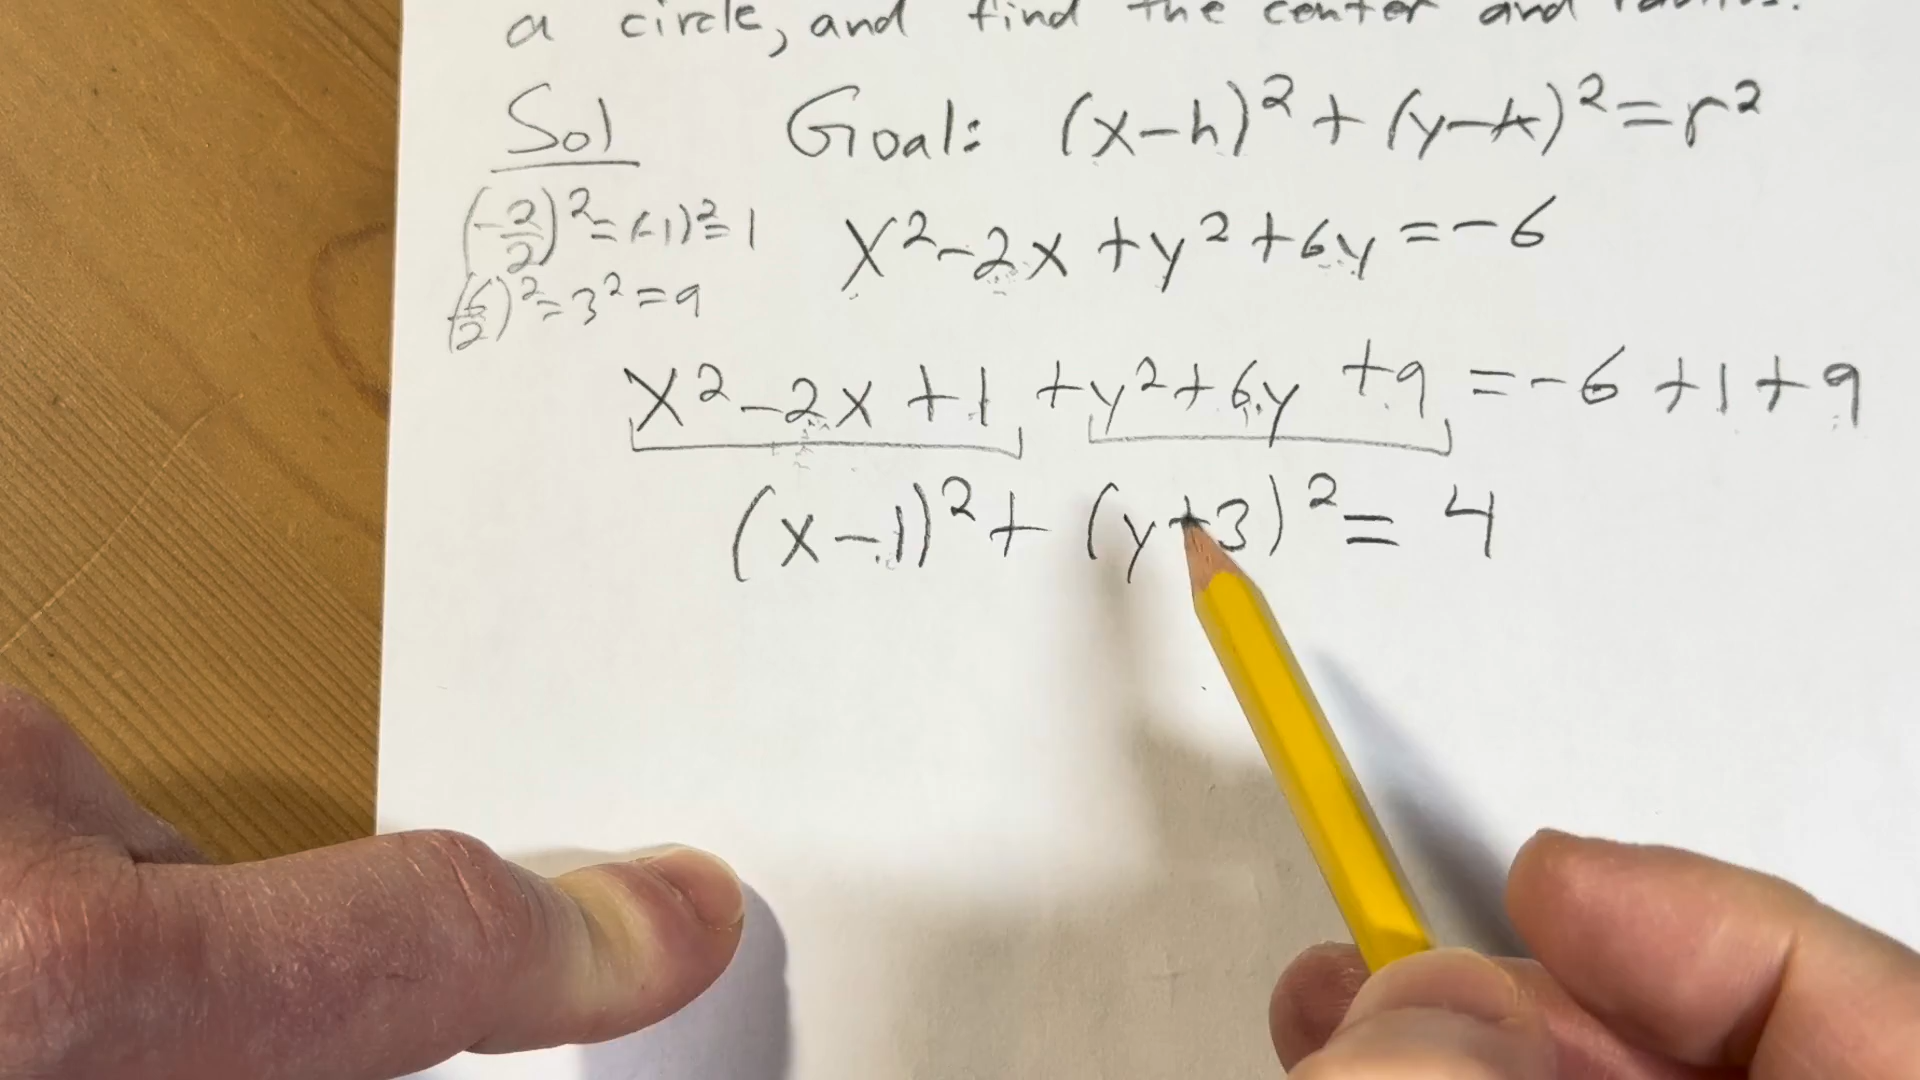 a circle, and find the center and radius.
Sol Goal: (x-h)² + (y-k)² = r²
(-2/2)² = (-1)² = 1
x² - 2x + y² + 6y = -6
(6/2)² = 3² = 9
x² - 2x + 1 + y² + 6y + 9 = -6 + 1 + 9
(x-1)² + (y+3)² = 4